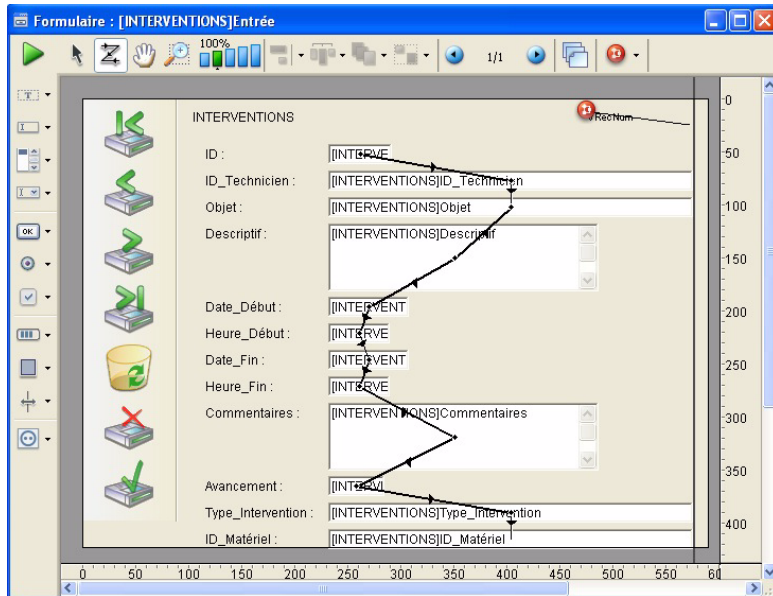 Formulaire : [INTERVENTIONS]Entrée
100%
1/1
INTERVENTIONS
vRecNum
ID : [INTERVE
ID_Technicien : [INTERVENTIONS]ID_Technicien
Objet : [INTERVENTIONS]Objet
Descriptif : [INTERVENTIONS]Descriptif
Date_Début : [INTERVENT
Heure_Début : [INTERVE
Date_Fin : [INTERVENT
Heure_Fin : [INTERVE
Commentaires : [INTERVENTIONS]Commentaires
Avancement : [INTERVI
Type_Intervention : [INTERVENTIONS]Type_Intervention
ID_Matériel : [INTERVENTIONS]ID_Matériel
OK
0
50
100
150
200
250
300
350
400
0 50 100 150 200 250 300 350 400 450 500 550 60